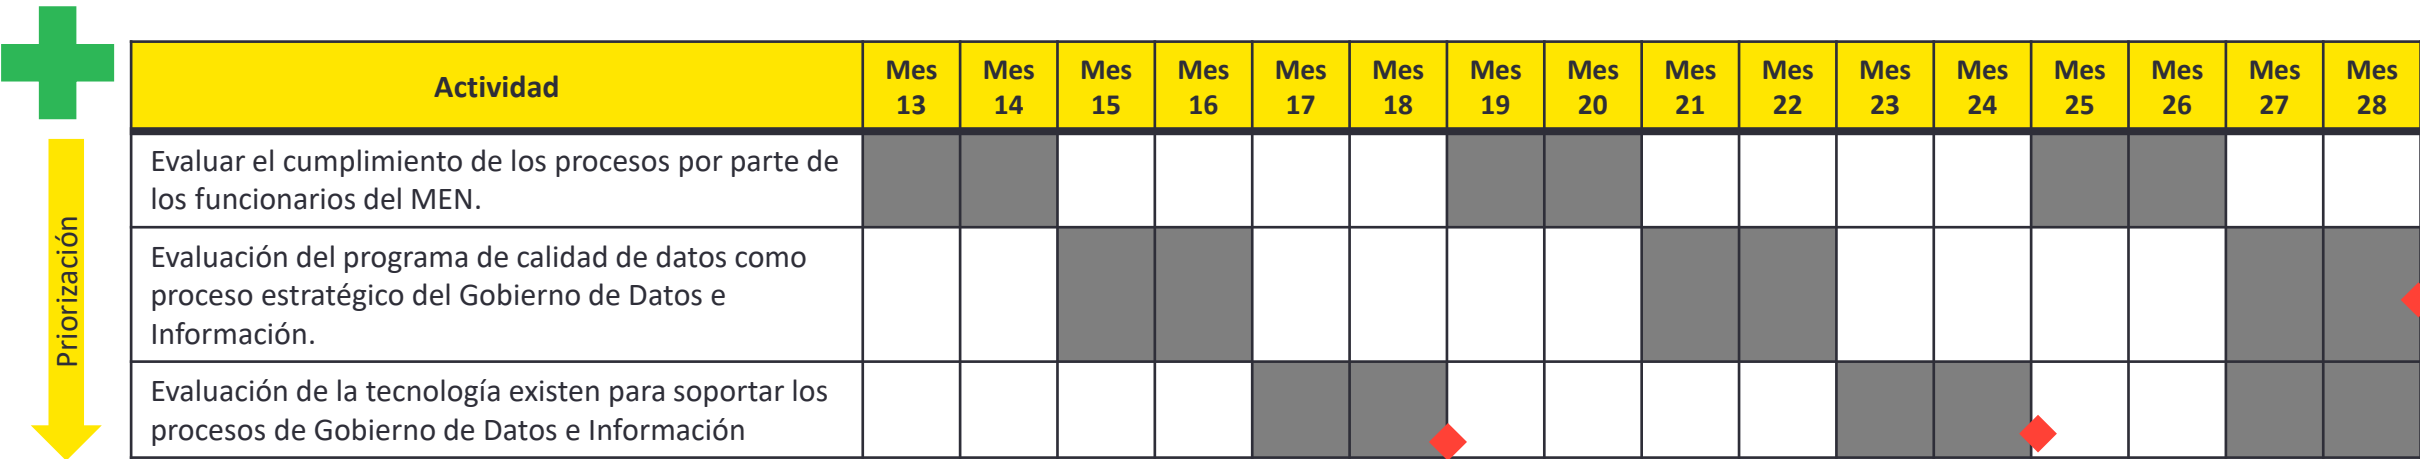 Actividad
Mes 13
Mes 14
Mes 15
Mes 16
Mes 17
Mes 18
Mes 19
Mes 20
Mes 21
Mes 22
Mes 23
Mes 24
Mes 25
Mes 26
Mes 27
Mes 28
Priorización
Evaluar el cumplimiento de los procesos por parte de
los funcionarios del MEN.
Evaluación del programa de calidad de datos como
proceso estratégico del Gobierno de Datos e
Información.
Evaluación de la tecnología existen para soportar los
procesos de Gobierno de Datos e Información